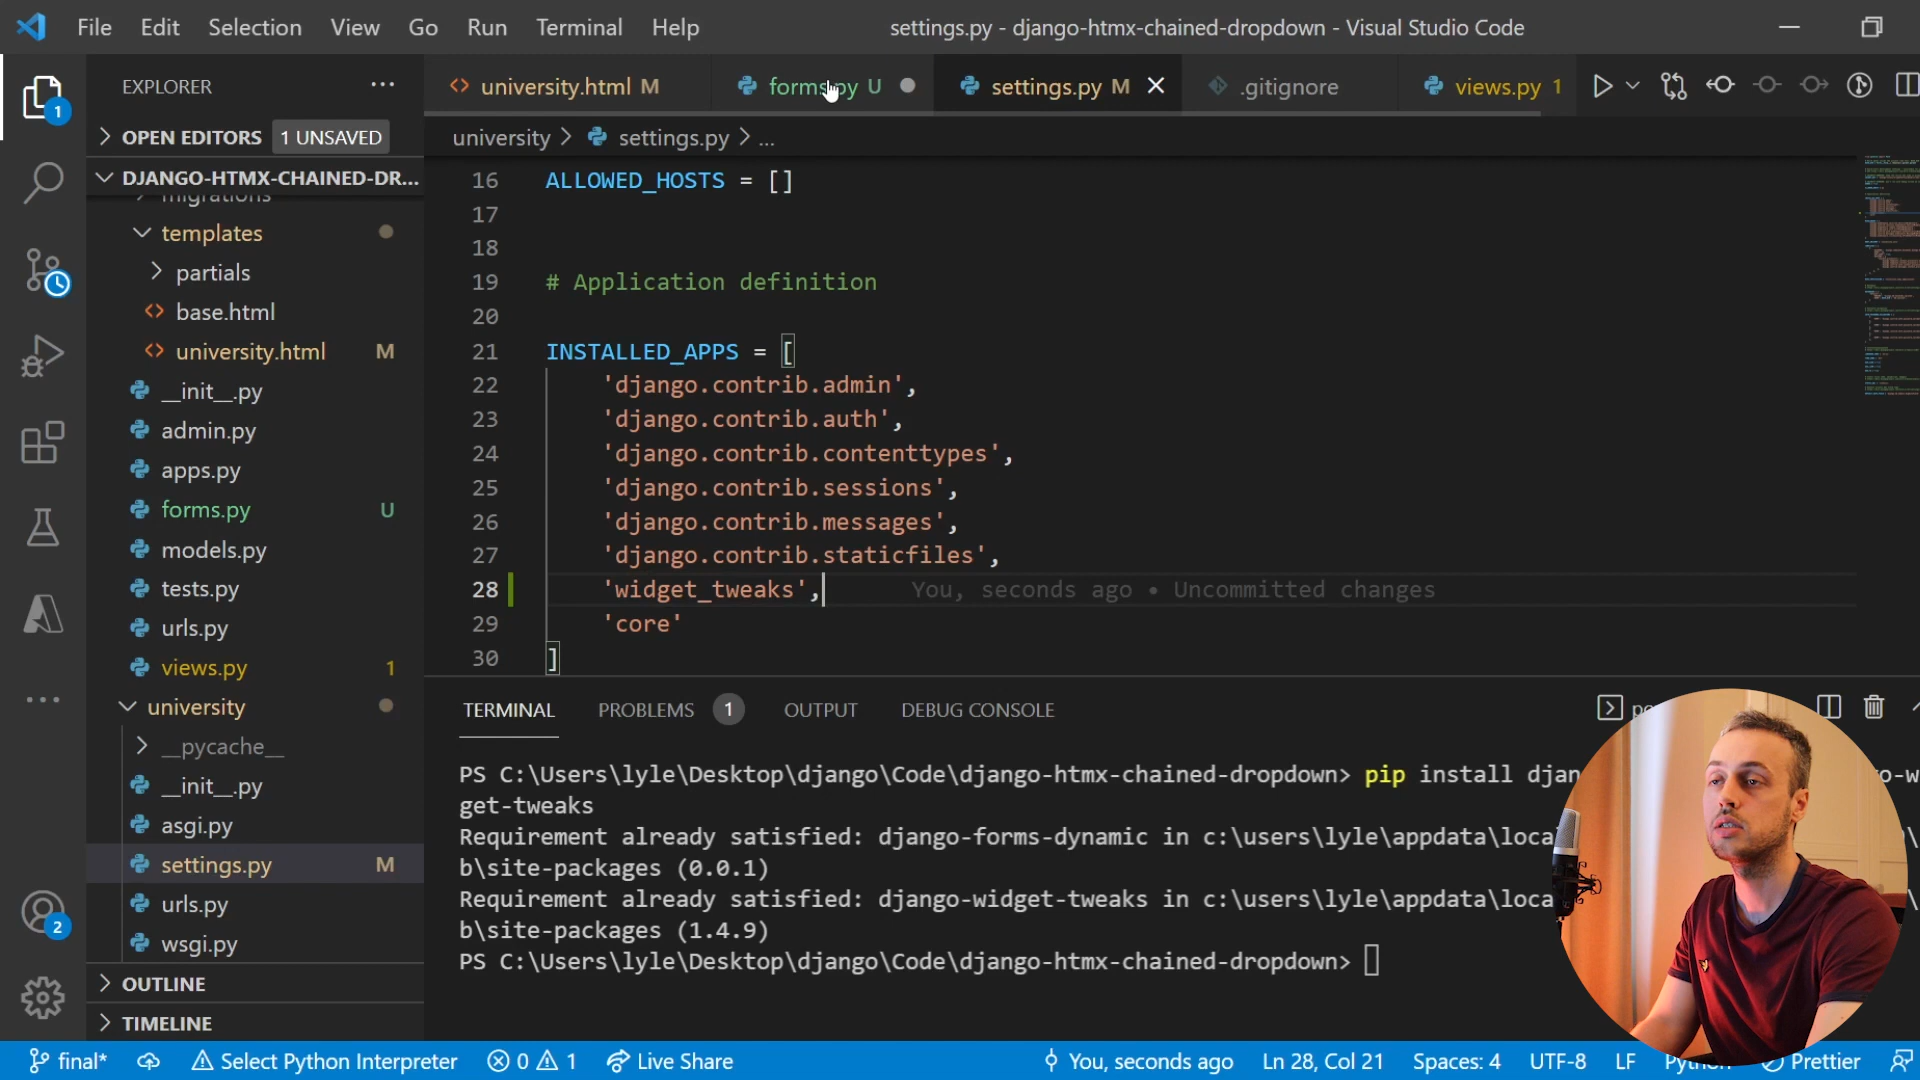 File Edit Selection View Go Run Terminal Help
settings.py - django-htmx-chained-dropdown - Visual Studio Code
EXPLORER
university.html M
forms.py U
settings.py M
.gitignore
views.py 1
1
OPEN EDITORS 1 UNSAVED
DJANGO-HTMX-CHAINED-DR...
migrations
templates
partials
base.html
university.html M
__init__.py
admin.py
apps.py
forms.py U
models.py
tests.py
urls.py
views.py 1
university
__pycache__
__init__.py
asgi.py
settings.py M
urls.py
wsgi.py
OUTLINE
TIMELINE
2
university > settings.py > ...
16 ALLOWED_HOSTS = []
17
18
19 # Application definition
20
21 INSTALLED_APPS = [
22 'django.contrib.admin',
23 'django.contrib.auth',
24 'django.contrib.contenttypes',
25 'django.contrib.sessions',
26 'django.contrib.messages',
27 'django.contrib.staticfiles',
28 'widget_tweaks', You, seconds ago • Uncommitted changes
29 'core'
30 ]
TERMINAL PROBLEMS 1 OUTPUT DEBUG CONSOLE
PS C:\Users\lyle\Desktop\django\Code\django-htmx-chained-dropdown> pip install djan
get-tweaks
Requirement already satisfied: django-forms-dynamic in c:\users\lyle\appdata\loca
b\site-packages (0.0.1)
Requirement already satisfied: django-widget-tweaks in c:\users\lyle\appdata\loca
b\site-packages (1.4.9)
PS C:\Users\lyle\Desktop\django\Code\django-htmx-chained-dropdown>
final* Select Python Interpreter 0 1 Live Share You, seconds ago Ln 28, Col 21 Spaces: 4 UTF-8 LF Python Prettier